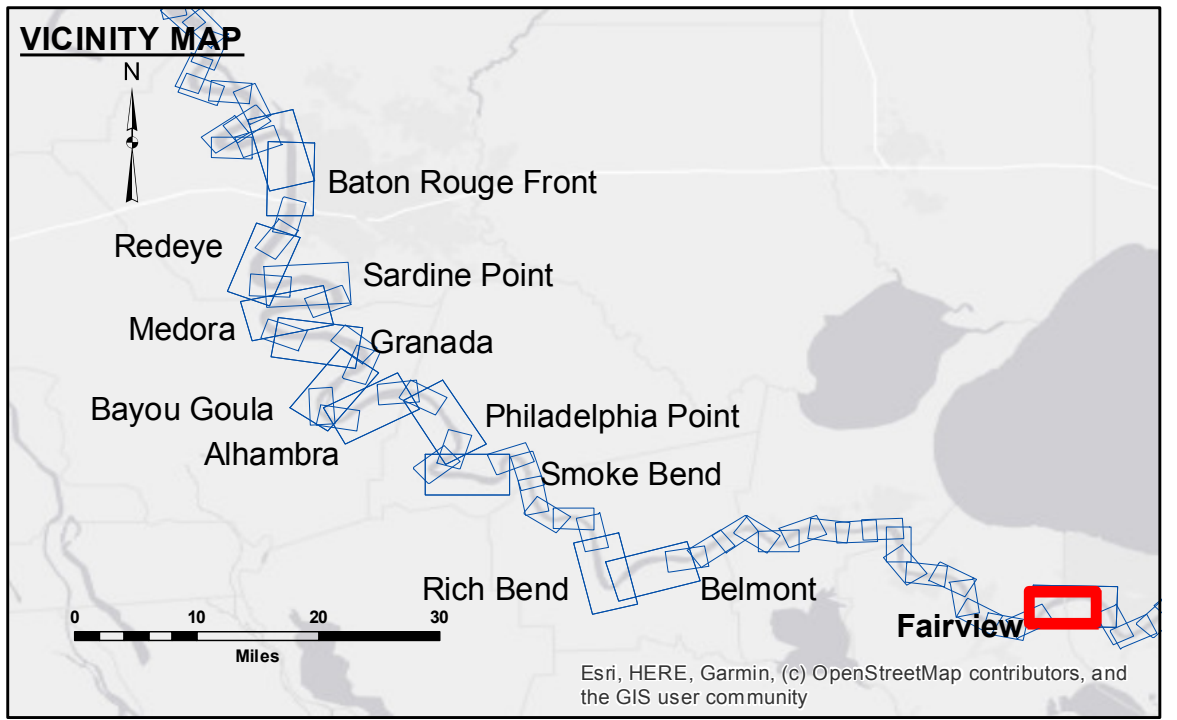 VICINITY MAP
N
Baton Rouge Front
Redeye
Sardine Point
Medora
Granada
Bayou Goula
Philadelphia Point
Alhambra
Smoke Bend
Rich Bend
Belmont
Fairview
0 10 20 30
Miles
Esri, HERE, Garmin, (c) OpenStreetMap contributors, and
the GIS user community